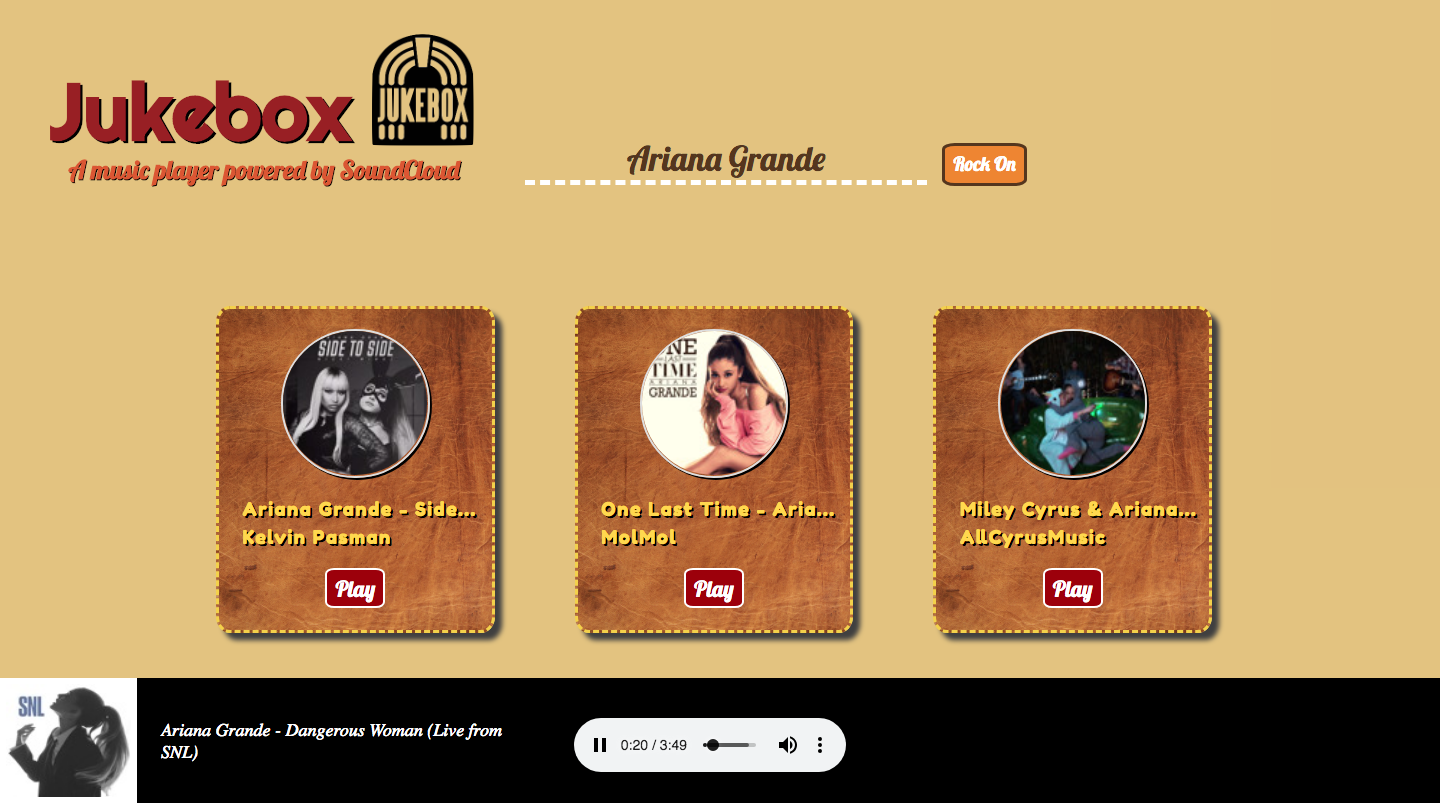 Jukebox
JUKEBOX
A music player powered by SoundCloud
Ariana Grande
Rock On
SIDE TO SIDE
ONE
LAST
TIME
ARIANA
GRANDE
Ariana Grande - Side...
Kelvin Pasman
Play
One Last Time - Aria...
MolMol
Play
Miley Cyrus & Ariana...
AllCyrusMusic
Play
SNL
Ariana Grande - Dangerous Woman (Live from
SNL)
0:20 / 3:49